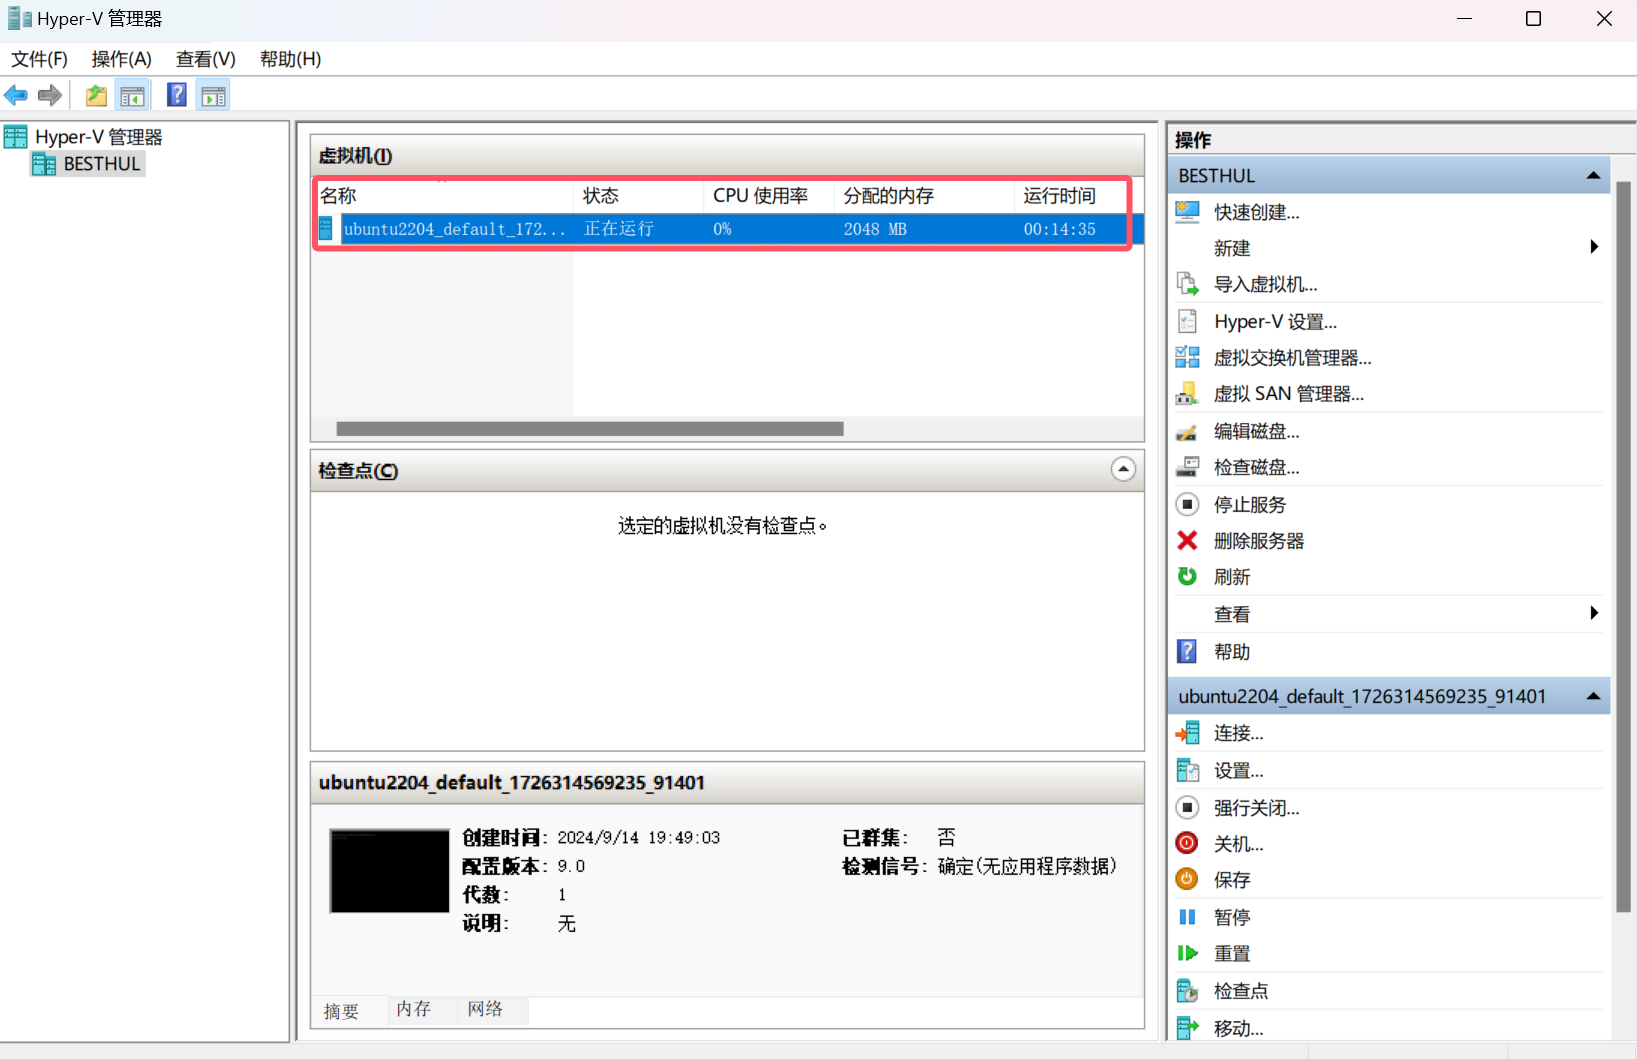 Hyper-V 管理器
文件(F) 操作(A) 查看(V) 帮助(H)
Hyper-V 管理器
BESTHUL
虚拟机(I)
名称 状态 CPU 使用率 分配的内存 运行时间
ubuntu2204_default_172... 正在运行 0% 2048 MB 00:14:35
检查点(C)
选定的虚拟机没有检查点。
ubuntu2204_default_1726314569235_91401
创建时间: 2024/9/14 19:49:03 已群集: 否
配置版本: 9.0 检测信号: 确定(无应用程序数据)
代数: 1
说明: 无
摘要 内存 网络
操作
BESTHUL
快速创建...
新建
导入虚拟机...
Hyper-V 设置...
虚拟交换机管理器...
虚拟 SAN 管理器...
编辑磁盘...
检查磁盘...
停止服务
删除服务器
刷新
查看
帮助
ubuntu2204_default_1726314569235_91401
连接...
设置...
强行关闭...
关机...
保存
暂停
重置
检查点
移动...